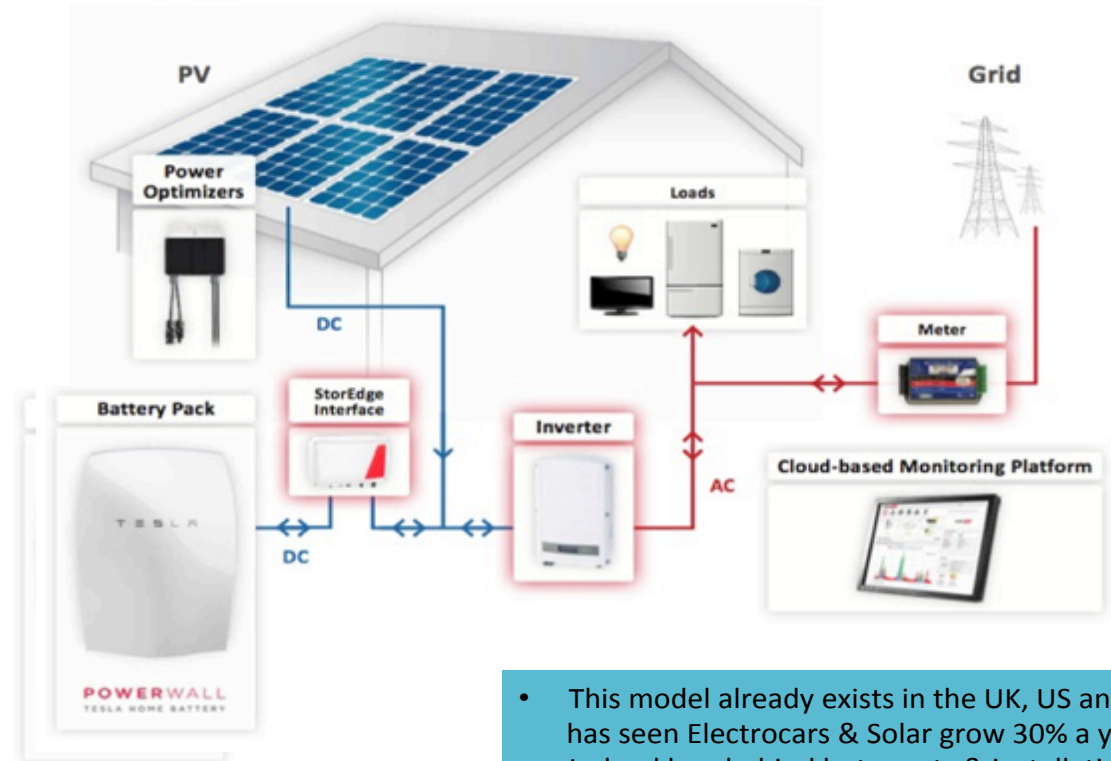 PV
Grid
Power
Optimizers
Loads
DC
Meter
StorEdge
Interface
Battery Pack
Inverter
Cloud-based Monitoring Platform
AC
TESLA
DC
POWERWALL
TESLA HOME BATTERY
• This model already exists in the UK, US an
has seen Electrocars & Solar grow 30% a y